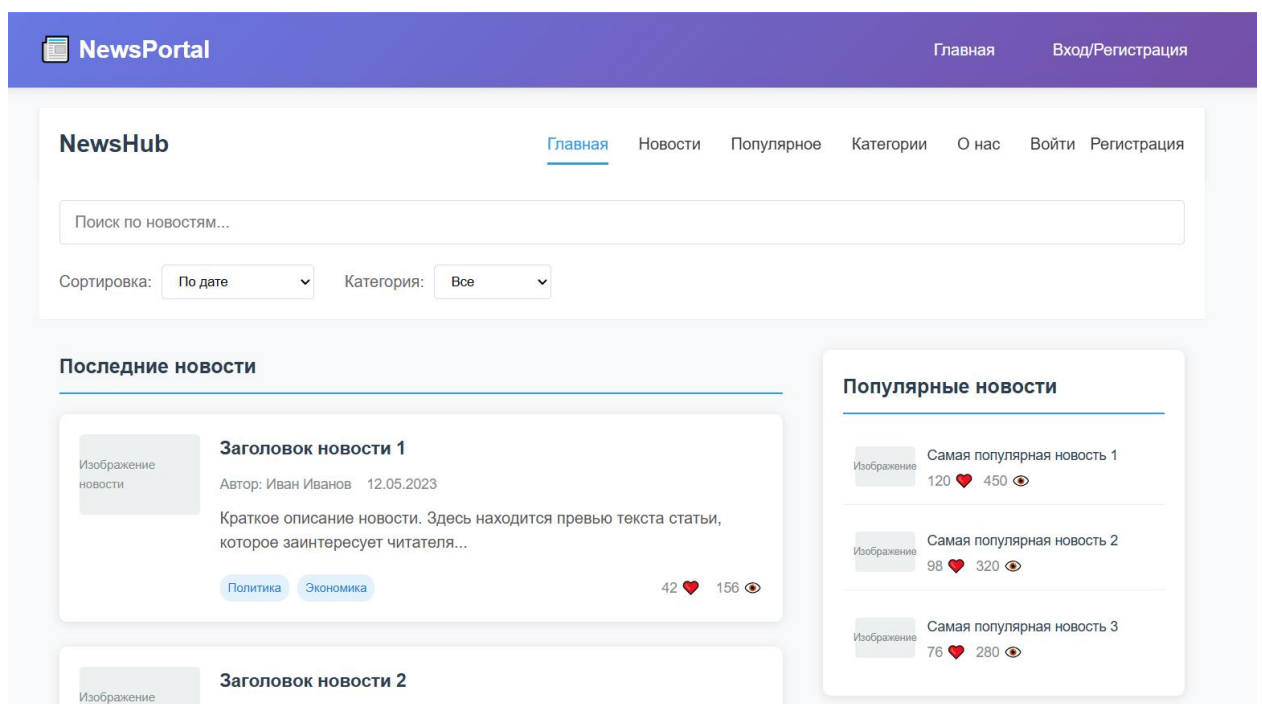 NewsPortal
Главная Вход/Регистрация
NewsHub
Главная Новости Популярное Категории О нас Войти Регистрация
Поиск по новостям...
Сортировка: По дате Категория: Все
Последние новости
Изображение
новости
Заголовок новости 1
Автор: Иван Иванов 12.05.2023
Краткое описание новости. Здесь находится превью текста статьи,
которое заинтересует читателя...
Политика Экономика
42 156
Изображение
Заголовок новости 2
Популярные новости
Изображение
Самая популярная новость 1
120 450
Изображение
Самая популярная новость 2
98 320
Изображение
Самая популярная новость 3
76 280